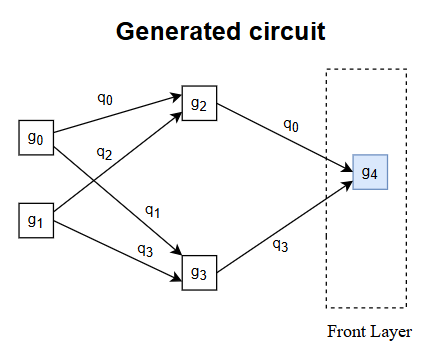 Generated circuit
q0
g2
q0
g0
q2
g4
q1
g1
q3
g3
q3
Front Layer